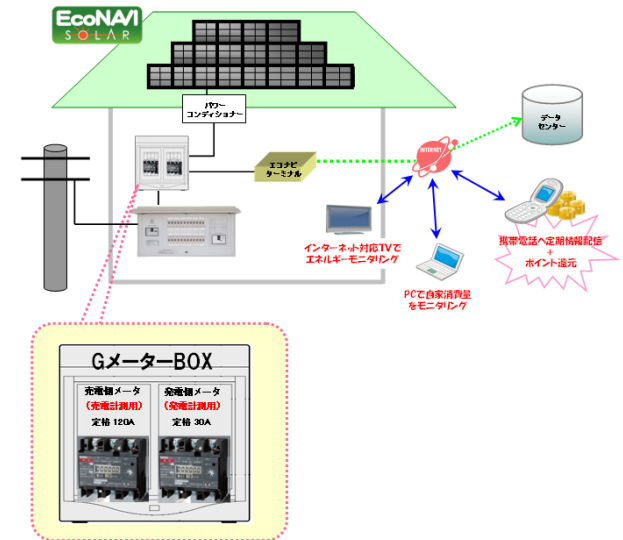 EcoNAVI
SOLAR
パワー
コンディショナー
データ
センター
エコナビ
ターミナル
INTERNET
インターネット対応TVで
エネルギーモニタリング
携帯電話へ定期情報配信
+
ポイント還元
PCで自家消費量
をモニタリング
GメーターBOX
売電側メータ
(売電計測用)
定格 120A
発電側メータ
(発電計測用)
定格 30A